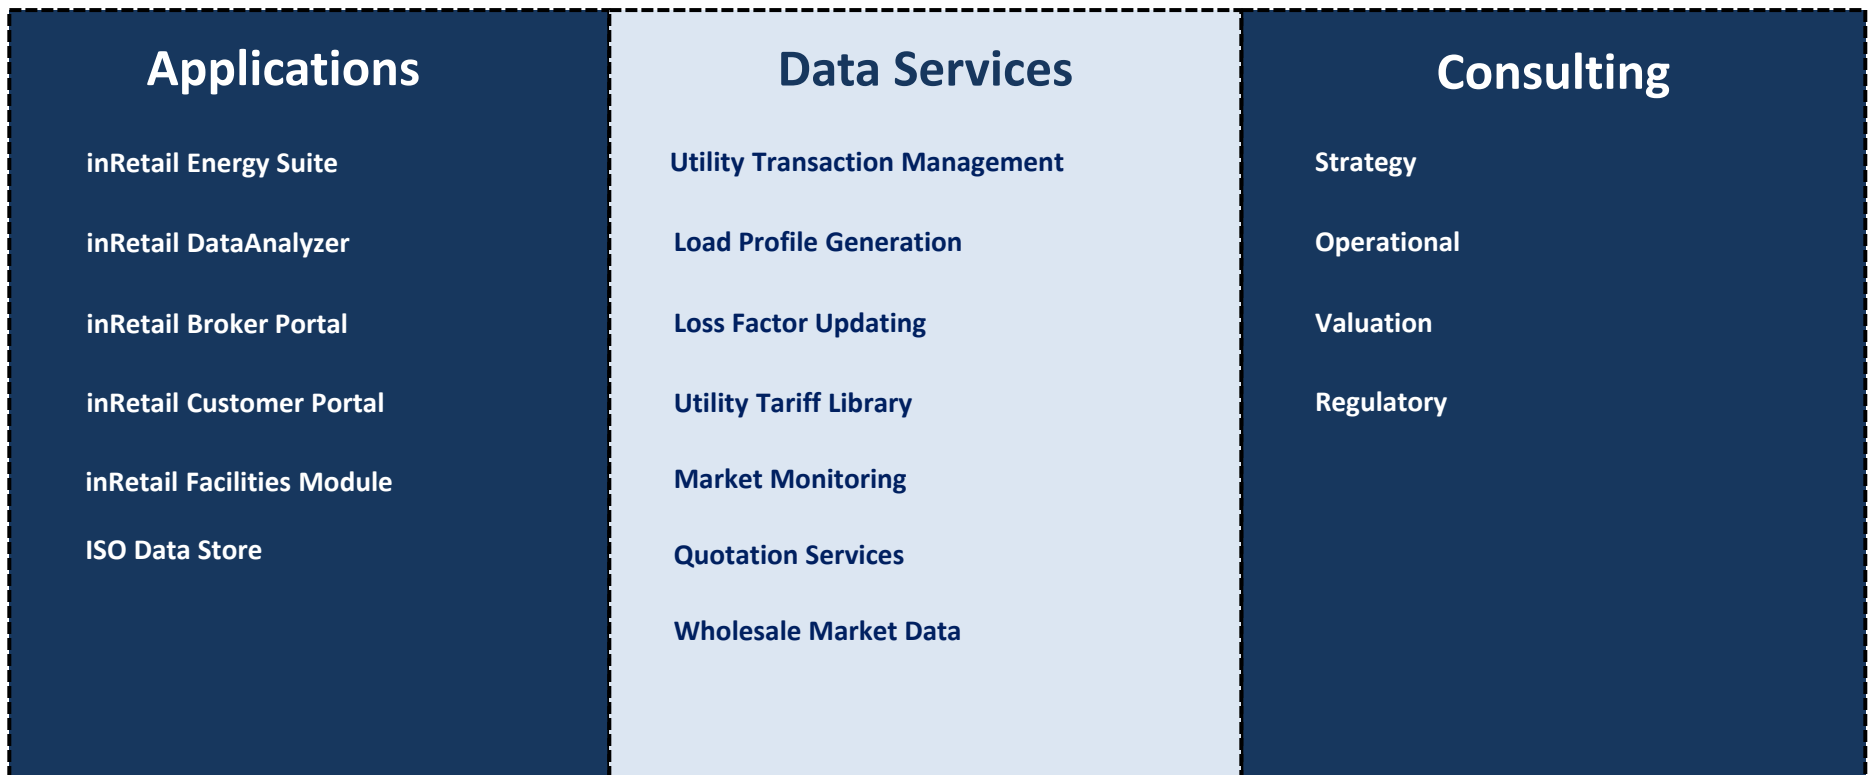 Applications
inRetail Energy Suite
inRetail DataAnalyzer
inRetail Broker Portal
inRetail Customer Portal
inRetail Facilities Module
ISO Data Store
Data Services
Utility Transaction Management
Load Profile Generation
Loss Factor Updating
Utility Tariff Library
Market Monitoring
Quotation Services
Wholesale Market Data
Consulting
Strategy
Operational
Valuation
Regulatory